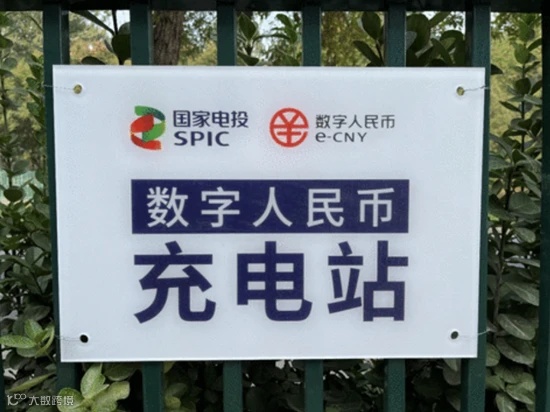 国家电投
SPIC
数字人民币
e-CNY
数字人民币
充电站
大数跨境